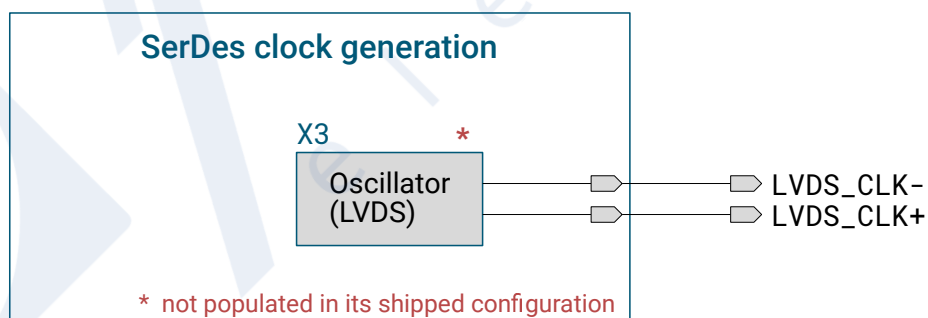 SerDes clock generation
X3 *
Oscillator
(LVDS)
LVDS_CLK-
LVDS_CLK+
* not populated in its shipped configuration